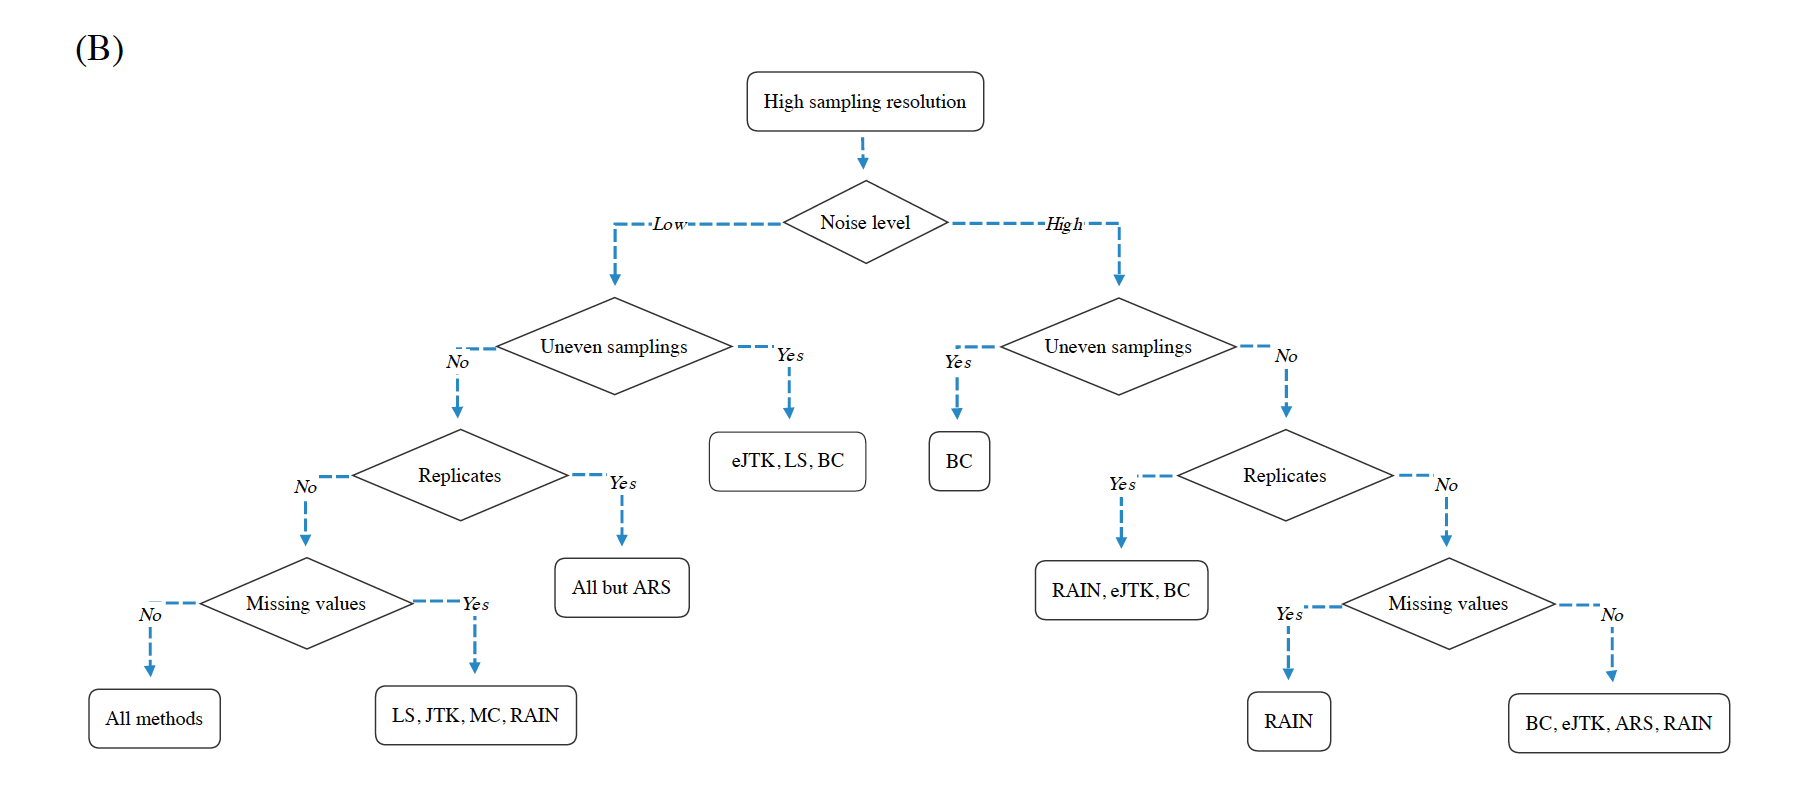 (B)
High sampling resolution
Noise level
Low
High
Uneven samplings
Uneven samplings
No
Yes
Yes
No
eJTK, LS, BC
BC
Replicates
Replicates
No
Yes
Yes
No
All but ARS
RAIN, eJTK, BC
Missing values
Missing values
No
Yes
Yes
No
All methods
LS, JTK, MC, RAIN
RAIN
BC, eJTK, ARS, RAIN